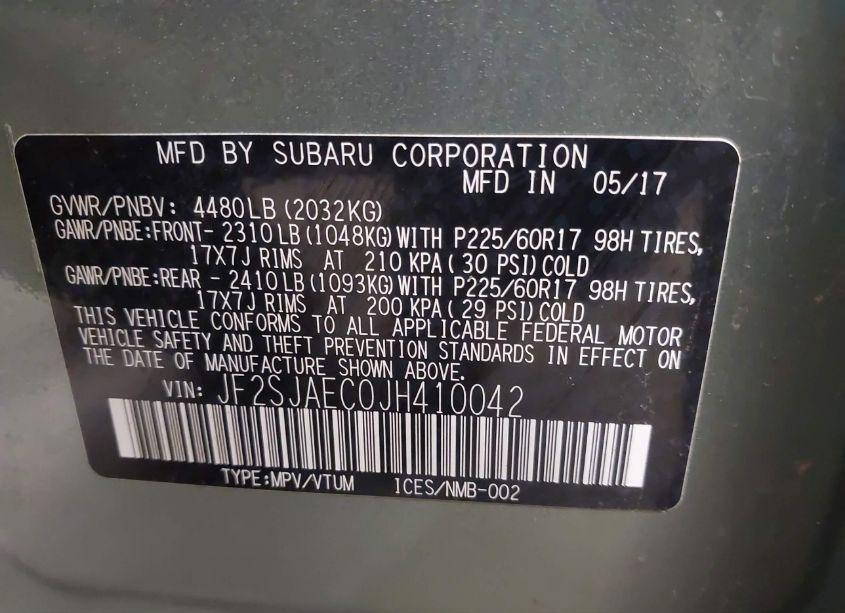 MFD BY SUBARU CORPORATION
MFD IN 05/17
GVWR/PNBV: 4480LB (2032KG)
GAWR/PNBE:FRONT- 2310LB (1048KG) WITH P225/60R17 98H TIRES,
17X7J RIMS AT 210 KPA( 30 PSI) COLD
GAWR/PNBE:REAR - 2410LB (1093KG) WITH P225/60R17 98H TIRES,
17X7J RIMS AT 200 KPA( 29 PSI) COLD
THIS VEHICLE CONFORMS TO ALL APPLICABLE FEDERAL MOTOR
VEHICLE SAFETY AND THEFT PREVENTION STANDARDS IN EFFECT ON
THE DATE OF MANUFACTURE SHOWN ABOVE.
VIN: JF2SJAEC0JH410042
TYPE:MPV/VTUM ICES/NMB-002